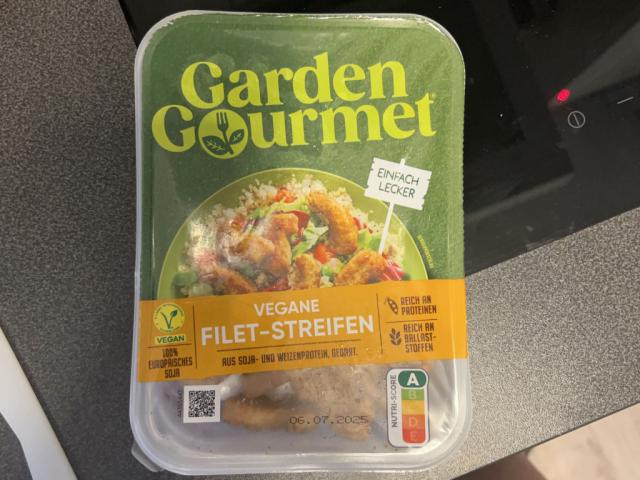 Garden
Gourmet®
EINFACH
LECKER
VEGANE
FILET-STREIFEN
AUS SOJA- UND WEIZENPROTEIN, GEGART.
VEGAN
100%
EUROPÄISCHES
SOJA
REICH AN
PROTEINEN
REICH AN
BALLAST-
STOFFEN
06.07.2025
NUTRI-SCORE
A
B
D
E